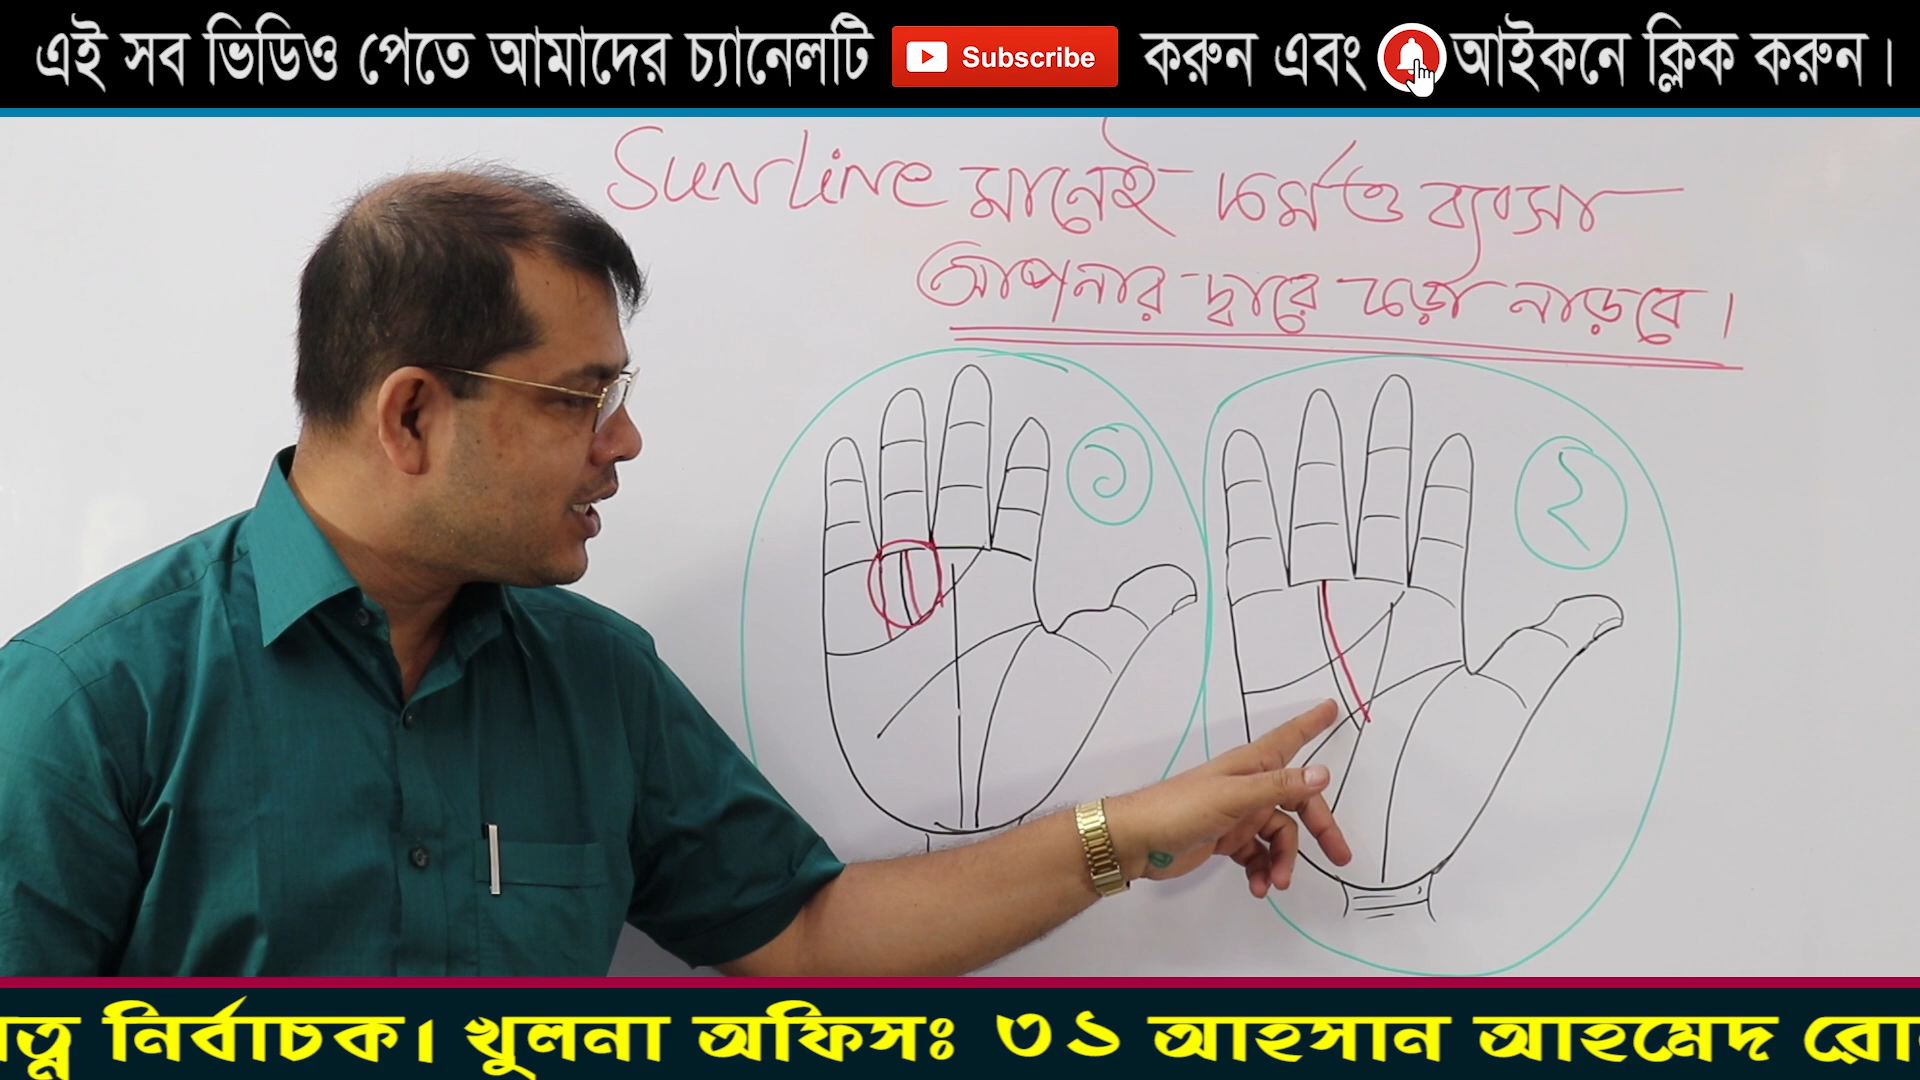 এই সব ভিডিও পেতে আমাদের চ্যানেলটি Subscribe করুন এবং আইকনে ক্লিক করুন।
Sunline মানেই কর্ম ও ব্যবসা
আপনার দ্বারে কড়া নাড়বে।
১
২
নির্বাচক। খুলনা অফিসঃ ৩১ আহসান আহমেদ